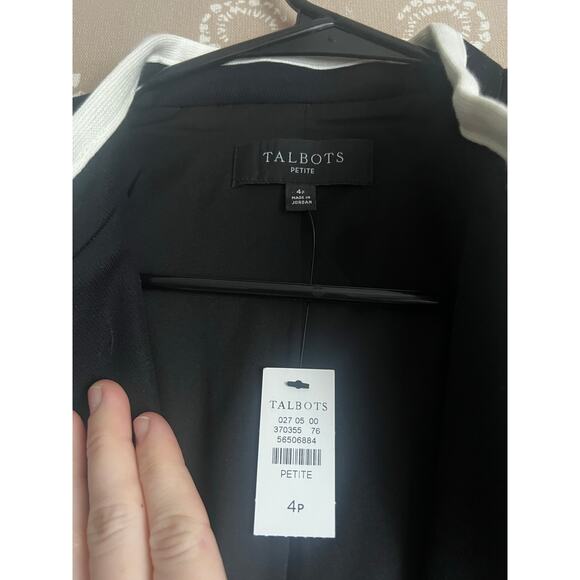 TALBOTS
PETITE
4P
MADE IN
JORDAN
TALBOTS
027 05 00
370355 76
56506884
PETITE
4P